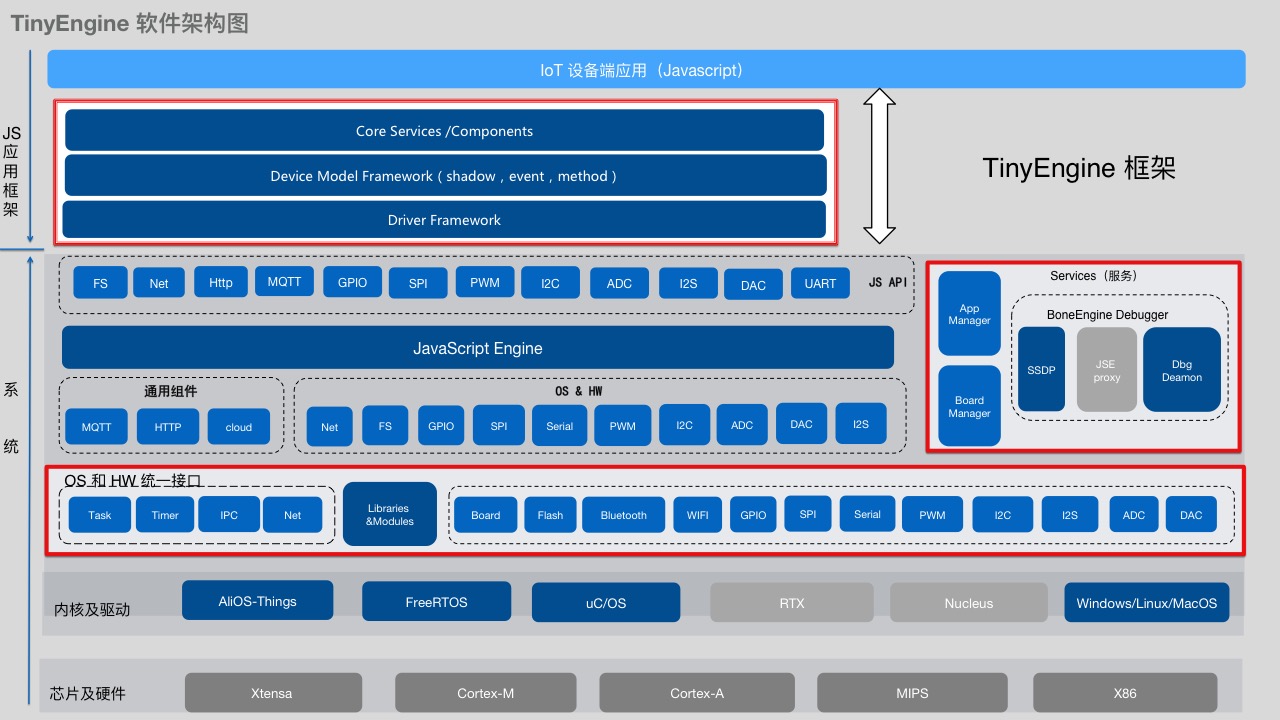 TinyEngine 软件架构图
IoT 设备端应用（Javascript）
JS
应
用
框
架
Core Services /Components
Device Model Framework（shadow，event，method）
Driver Framework
TinyEngine 框架
FS
Net
Http
MQTT
GPIO
SPI
PWM
I2C
ADC
I2S
DAC
UART
JS API
JavaScript Engine
系
统
通用组件
MQTT
HTTP
cloud
OS & HW
Net
FS
GPIO
SPI
Serial
PWM
I2C
ADC
DAC
I2S
App
Manager
Board
Manager
Services（服务）
BoneEngine Debugger
SSDP
JSE
proxy
Dbg
Deamon
OS 和 HW 统一接口
Task
Timer
IPC
Net
Libraries
&Modules
Board
Flash
Bluetooth
WIFI
GPIO
SPI
Serial
PWM
I2C
I2S
ADC
DAC
内核及驱动
AliOS-Things
FreeRTOS
uC/OS
RTX
Nucleus
Windows/Linux/MacOS
芯片及硬件
Xtensa
Cortex-M
Cortex-A
MIPS
X86